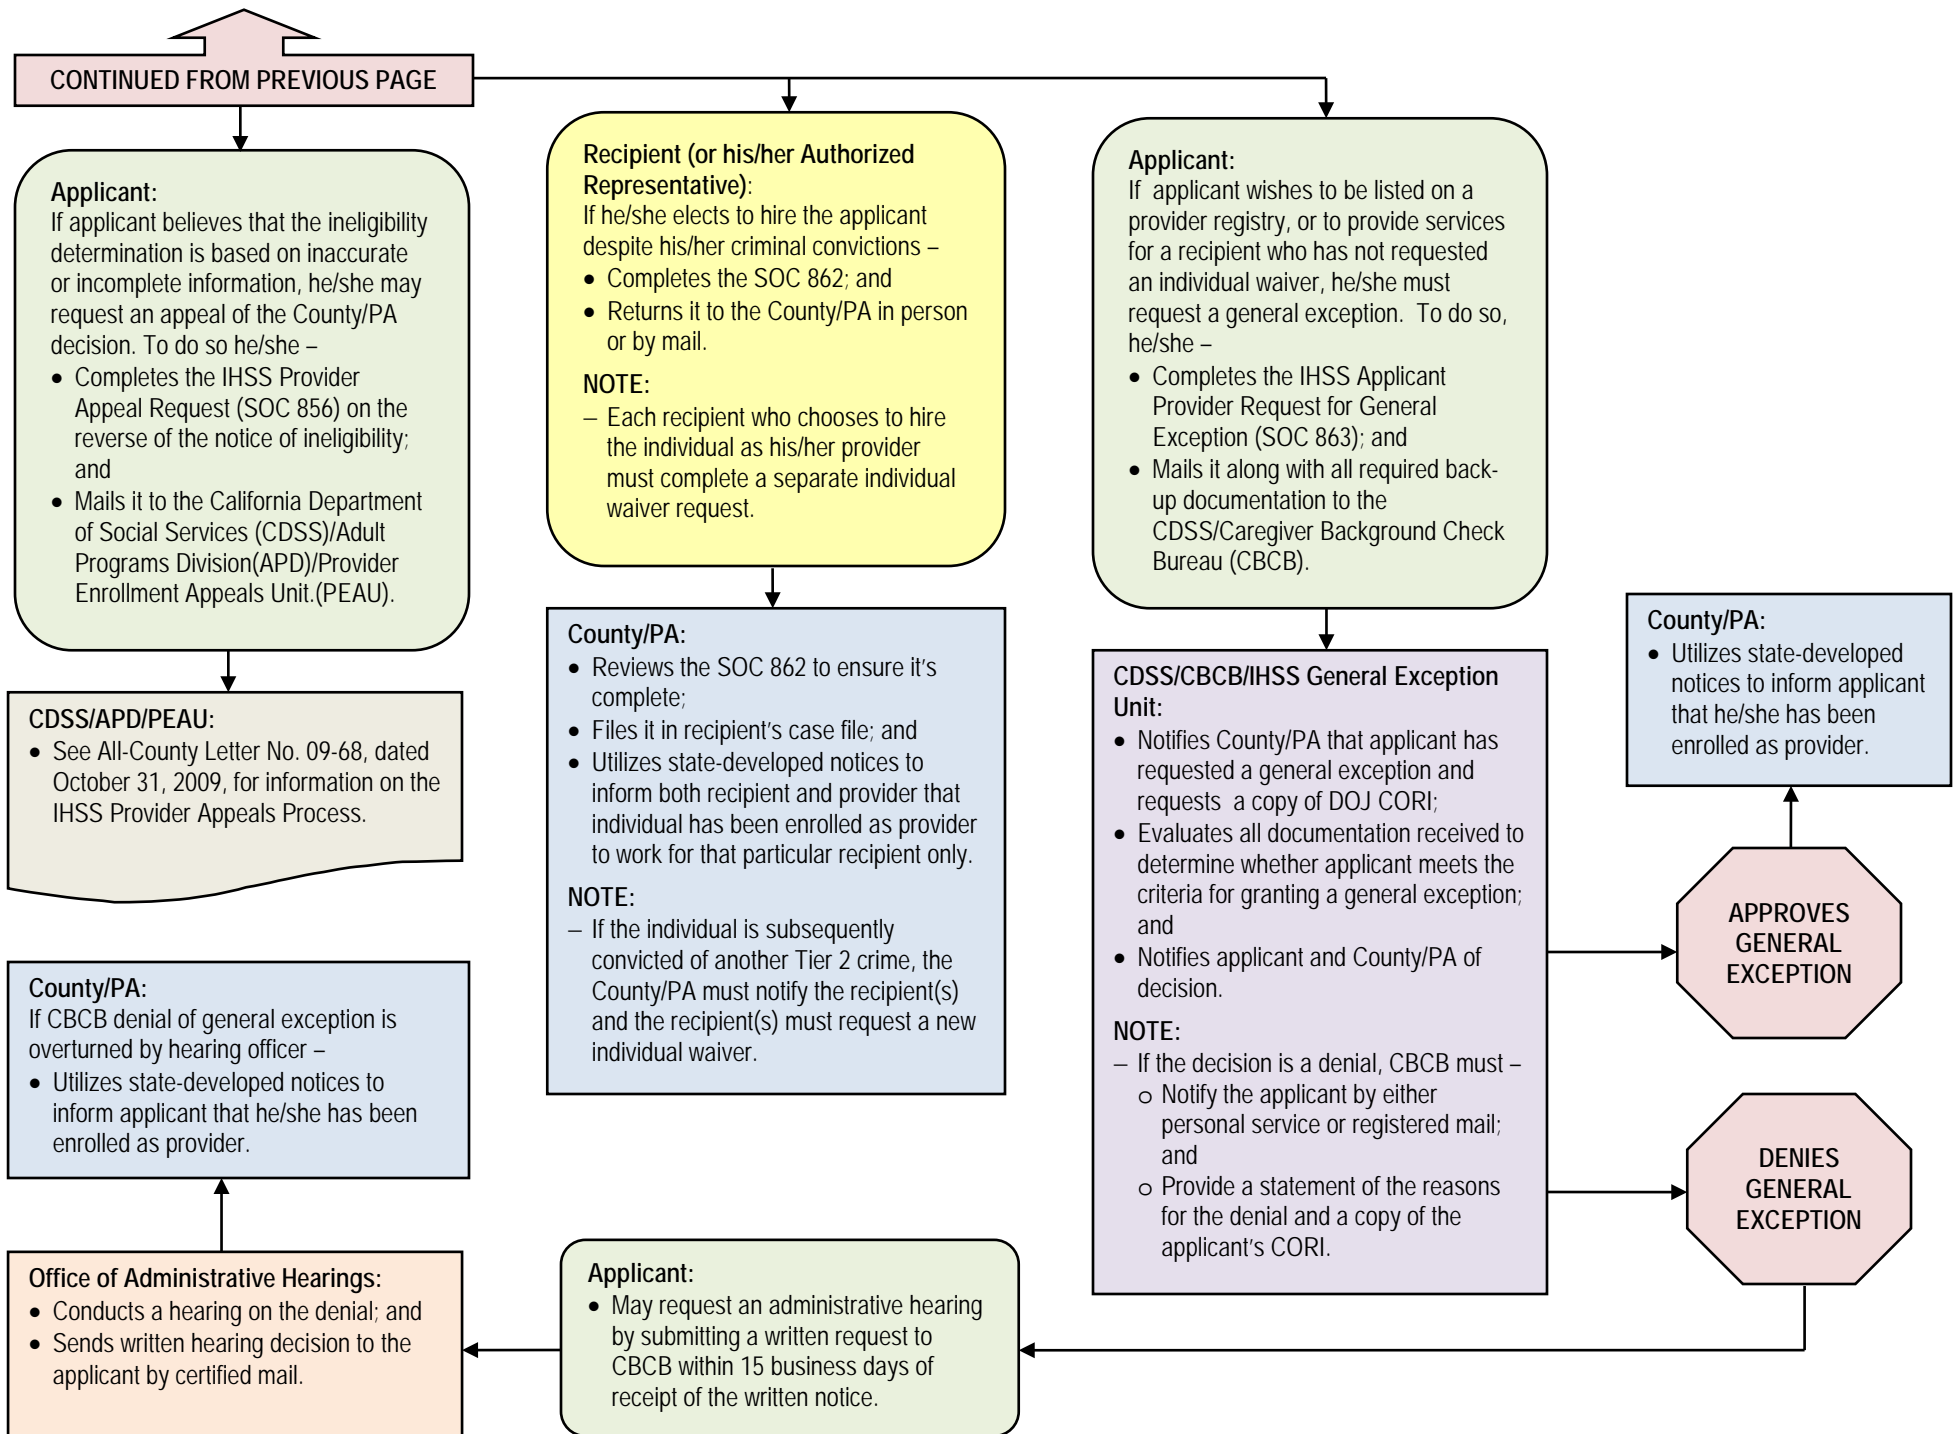 CONTINUED FROM PREVIOUS PAGE
Applicant:
If applicant believes that the ineligibility
determination is based on inaccurate
or incomplete information, he/she may
request an appeal of the County/PA
decision. To do so he/she –
• Completes the IHSS Provider
Appeal Request (SOC 856) on the
reverse of the notice of ineligibility;
and
• Mails it to the California Department
of Social Services (CDSS)/Adult
Programs Division(APD)/Provider
Enrollment Appeals Unit.(PEAU).
Recipient (or his/her Authorized
Representative):
If he/she elects to hire the applicant
despite his/her criminal convictions –
• Completes the SOC 862; and
• Returns it to the County/PA in person
or by mail.
NOTE:
– Each recipient who chooses to hire
the individual as his/her provider
must complete a separate individual
waiver request.
Applicant:
If applicant wishes to be listed on a
provider registry, or to provide services
for a recipient who has not requested
an individual waiver, he/she must
request a general exception. To do so,
he/she –
• Completes the IHSS Applicant
Provider Request for General
Exception (SOC 863); and
• Mails it along with all required back-
up documentation to the
CDSS/Caregiver Background Check
Bureau (CBCB).
CDSS/APD/PEAU:
• See All-County Letter No. 09-68, dated
October 31, 2009, for information on the
IHSS Provider Appeals Process.
County/PA:
• Reviews the SOC 862 to ensure it's
complete;
• Files it in recipient's case file; and
• Utilizes state-developed notices to
inform both recipient and provider that
individual has been enrolled as provider
to work for that particular recipient only.
NOTE:
– If the individual is subsequently
convicted of another Tier 2 crime, the
County/PA must notify the recipient(s)
and the recipient(s) must request a new
individual waiver.
CDSS/CBCB/IHSS General Exception
Unit:
• Notifies County/PA that applicant has
requested a general exception and
requests a copy of DOJ CORI;
• Evaluates all documentation received to
determine whether applicant meets the
criteria for granting a general exception;
and
• Notifies applicant and County/PA of
decision.
NOTE:
– If the decision is a denial, CBCB must –
o Notify the applicant by either
personal service or registered mail;
and
o Provide a statement of the reasons
for the denial and a copy of the
applicant's CORI.
County/PA:
• Utilizes state-developed
notices to inform applicant
that he/she has been
enrolled as provider.
APPROVES
GENERAL
EXCEPTION
DENIES
GENERAL
EXCEPTION
County/PA:
If CBCB denial of general exception is
overturned by hearing officer –
• Utilizes state-developed notices to
inform applicant that he/she has been
enrolled as provider.
Office of Administrative Hearings:
• Conducts a hearing on the denial; and
• Sends written hearing decision to the
applicant by certified mail.
Applicant:
• May request an administrative hearing
by submitting a written request to
CBCB within 15 business days of
receipt of the written notice.